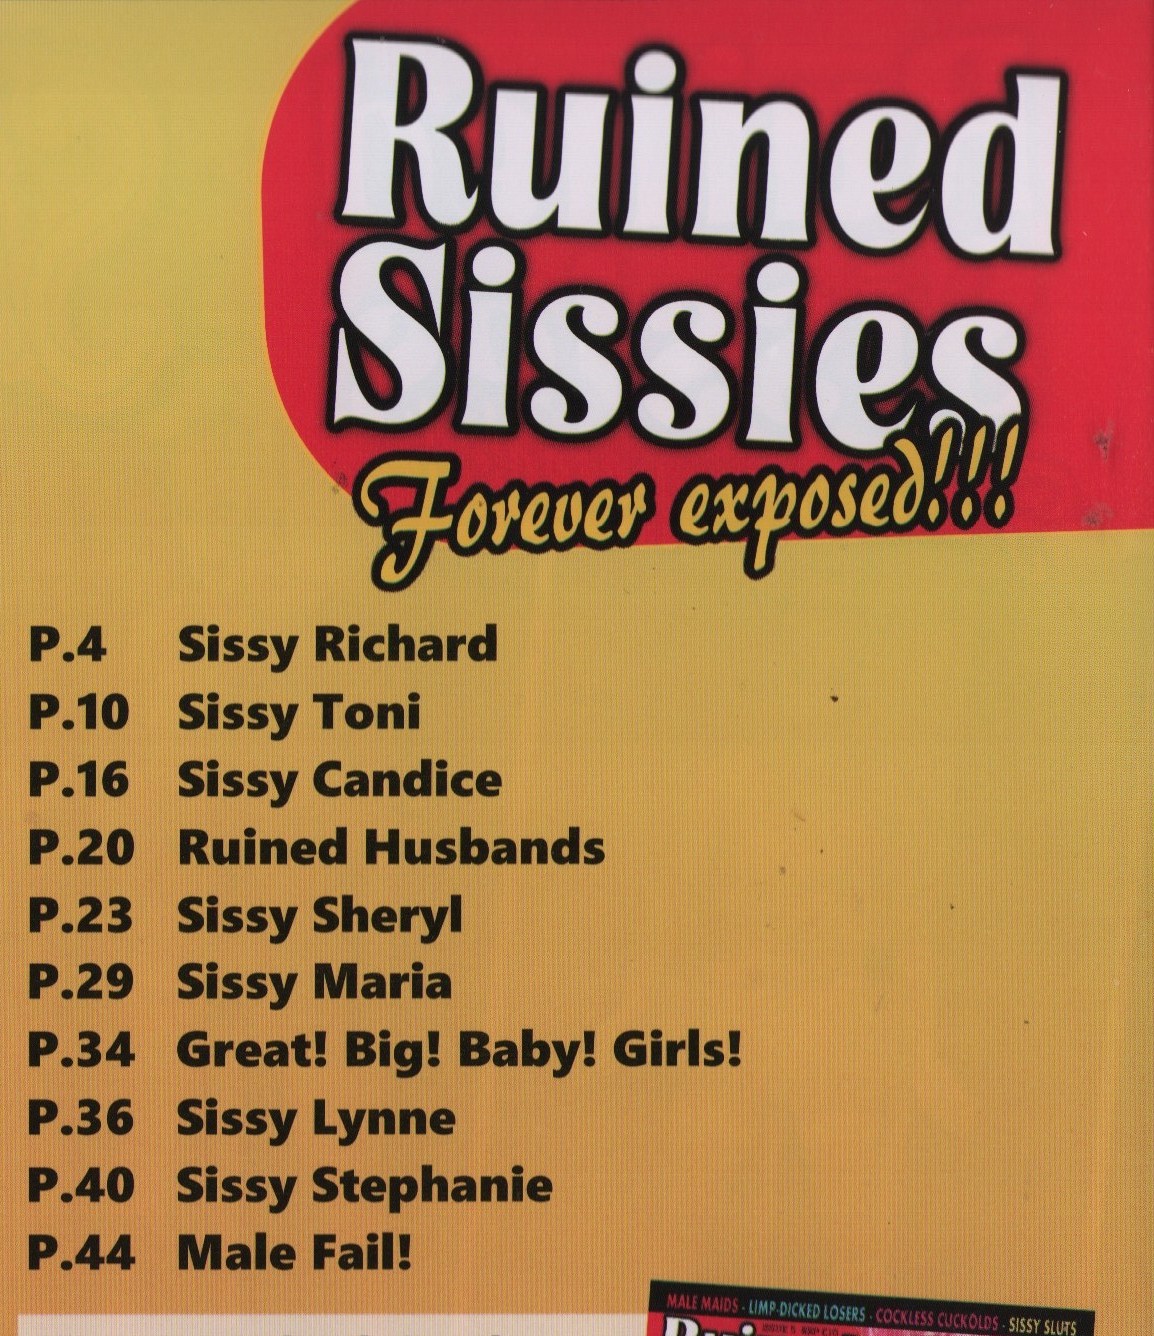 Ruined
Sissies
Forever exposed!!!
P.4 Sissy Richard
P.10 Sissy Toni
P.16 Sissy Candice
P.20 Ruined Husbands
P.23 Sissy Sheryl
P.29 Sissy Maria
P.34 Great! Big! Baby! Girls!
P.36 Sissy Lynne
P.40 Sissy Stephanie
P.44 Male Fail!
MALE MAIDS - LIMP-DICKED LOSERS - COCKLESS CUCKOLDS - SISSY SLUTS